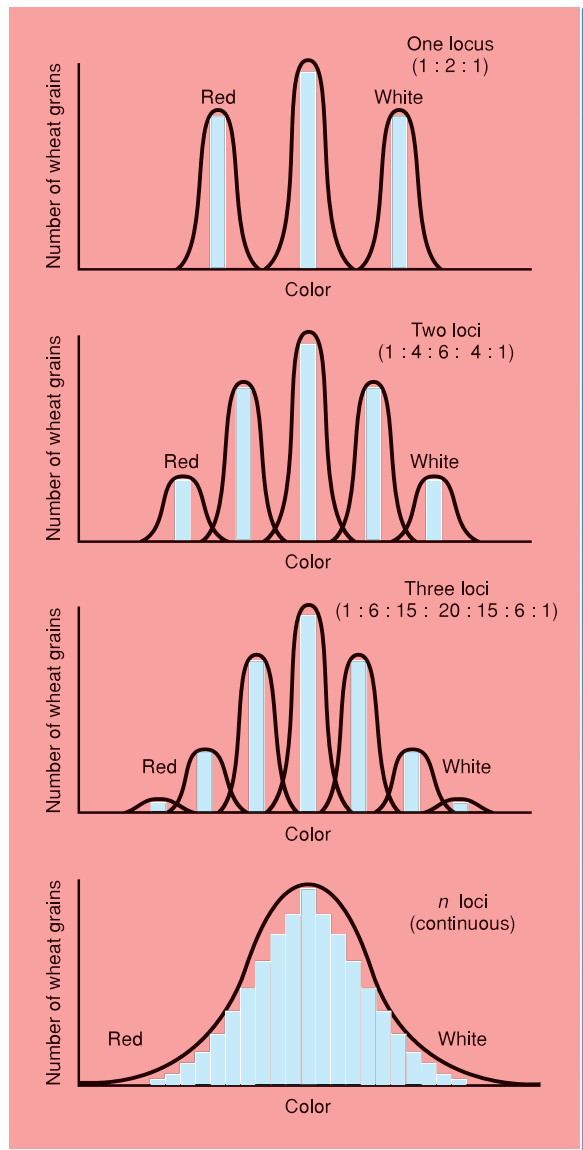 One locus
(1 : 2 : 1)
Red
White
Number of wheat grains
Color
Two loci
(1 : 4 : 6 : 4 : 1)
Red
White
Number of wheat grains
Color
Three loci
(1 : 6 : 15 : 20 : 15 : 6 : 1)
Red
White
Number of wheat grains
Color
n loci
(continuous)
Red
White
Number of wheat grains
Color